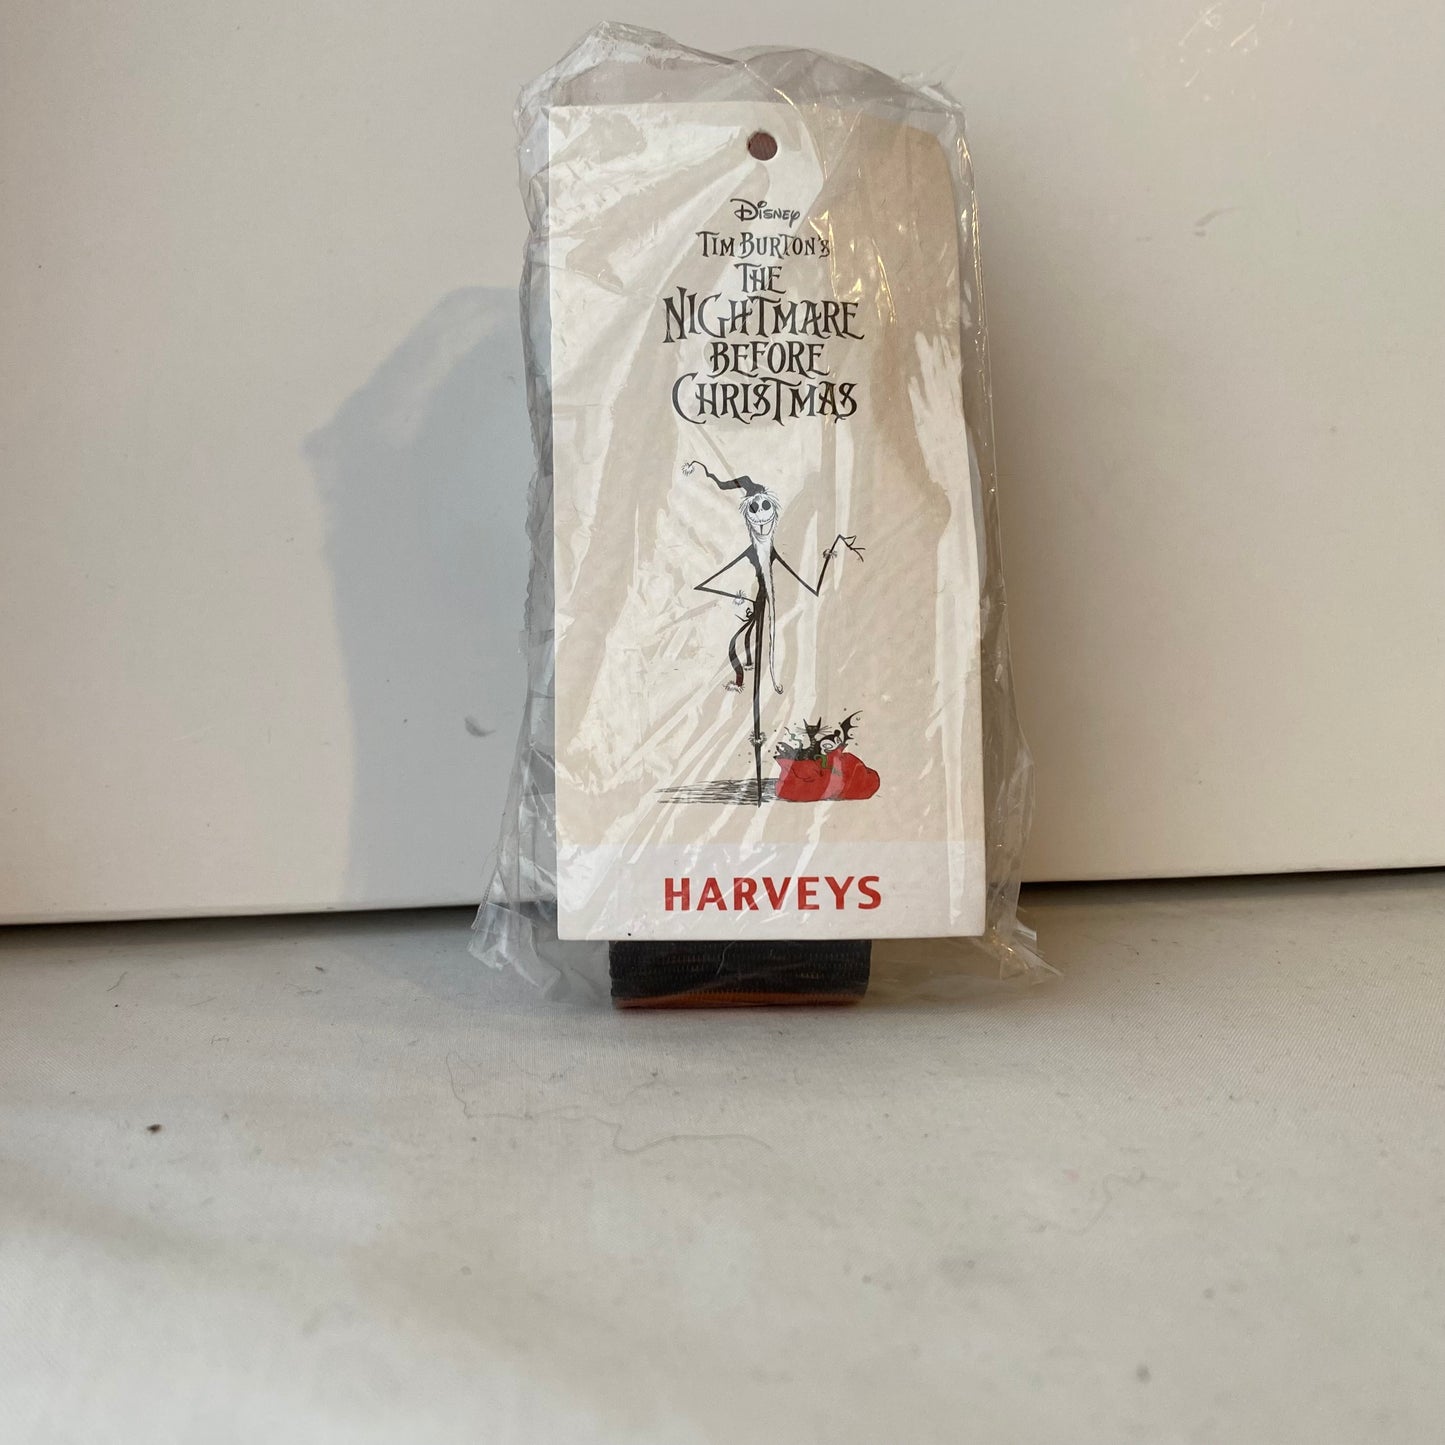 Disney
TIM BURTON'S
THE
NIGHTMARE
BEFORE
CHRISTMAS
HARVEYS